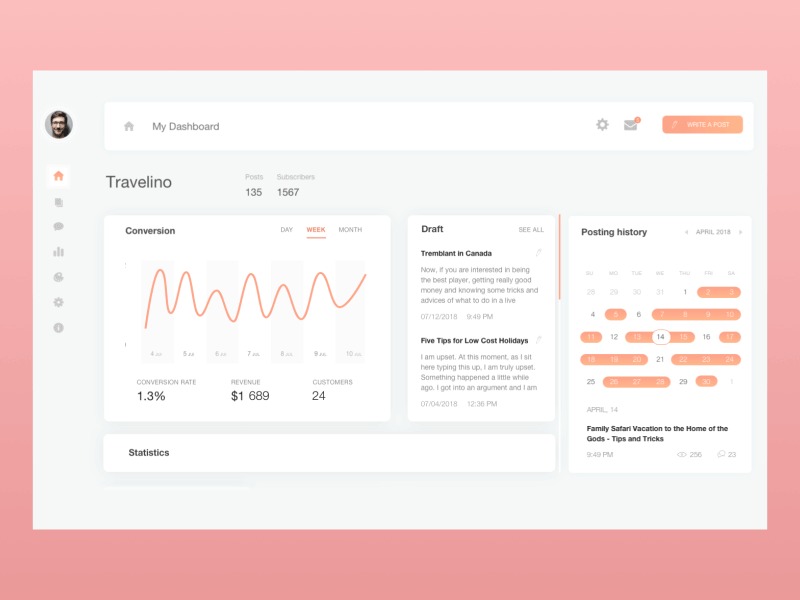 My Dashboard
1
WRITE A POST
Travelino
Posts
135
Subscribers
1567
Conversion
DAY WEEK MONTH
4 JUL 5 JUL 6 JUL 7 JUL 8 JUL 9 JUL 10 JUL
CONVERSION RATE
1.3%
REVENUE
$1 689
CUSTOMERS
24
Draft
SEE ALL
Tremblant in Canada
Now, if you are interested in being
the best player, getting really good
money and knowing some tricks and
advices of what to do in a live
07/12/2018 9:49 PM
Five Tips for Low Cost Holidays
I am upset. At this moment, as I sit
here typing this up, I am truly upset.
Something happened a little while
ago. I got into an argument and I am
07/04/2018 12:36 PM
Statistics
Posting history
APRIL 2018
SU MO TUE WE THU FRI SA
28 29 30 31 1 2 3
4 5 6 7 8 9 10
11 12 13 14 15 16 17
18 19 20 21 22 23 24
25 26 27 28 29 30 1
APRIL, 14
Family Safari Vacation to the Home of the
Gods - Tips and Tricks
9:49 PM 256 23